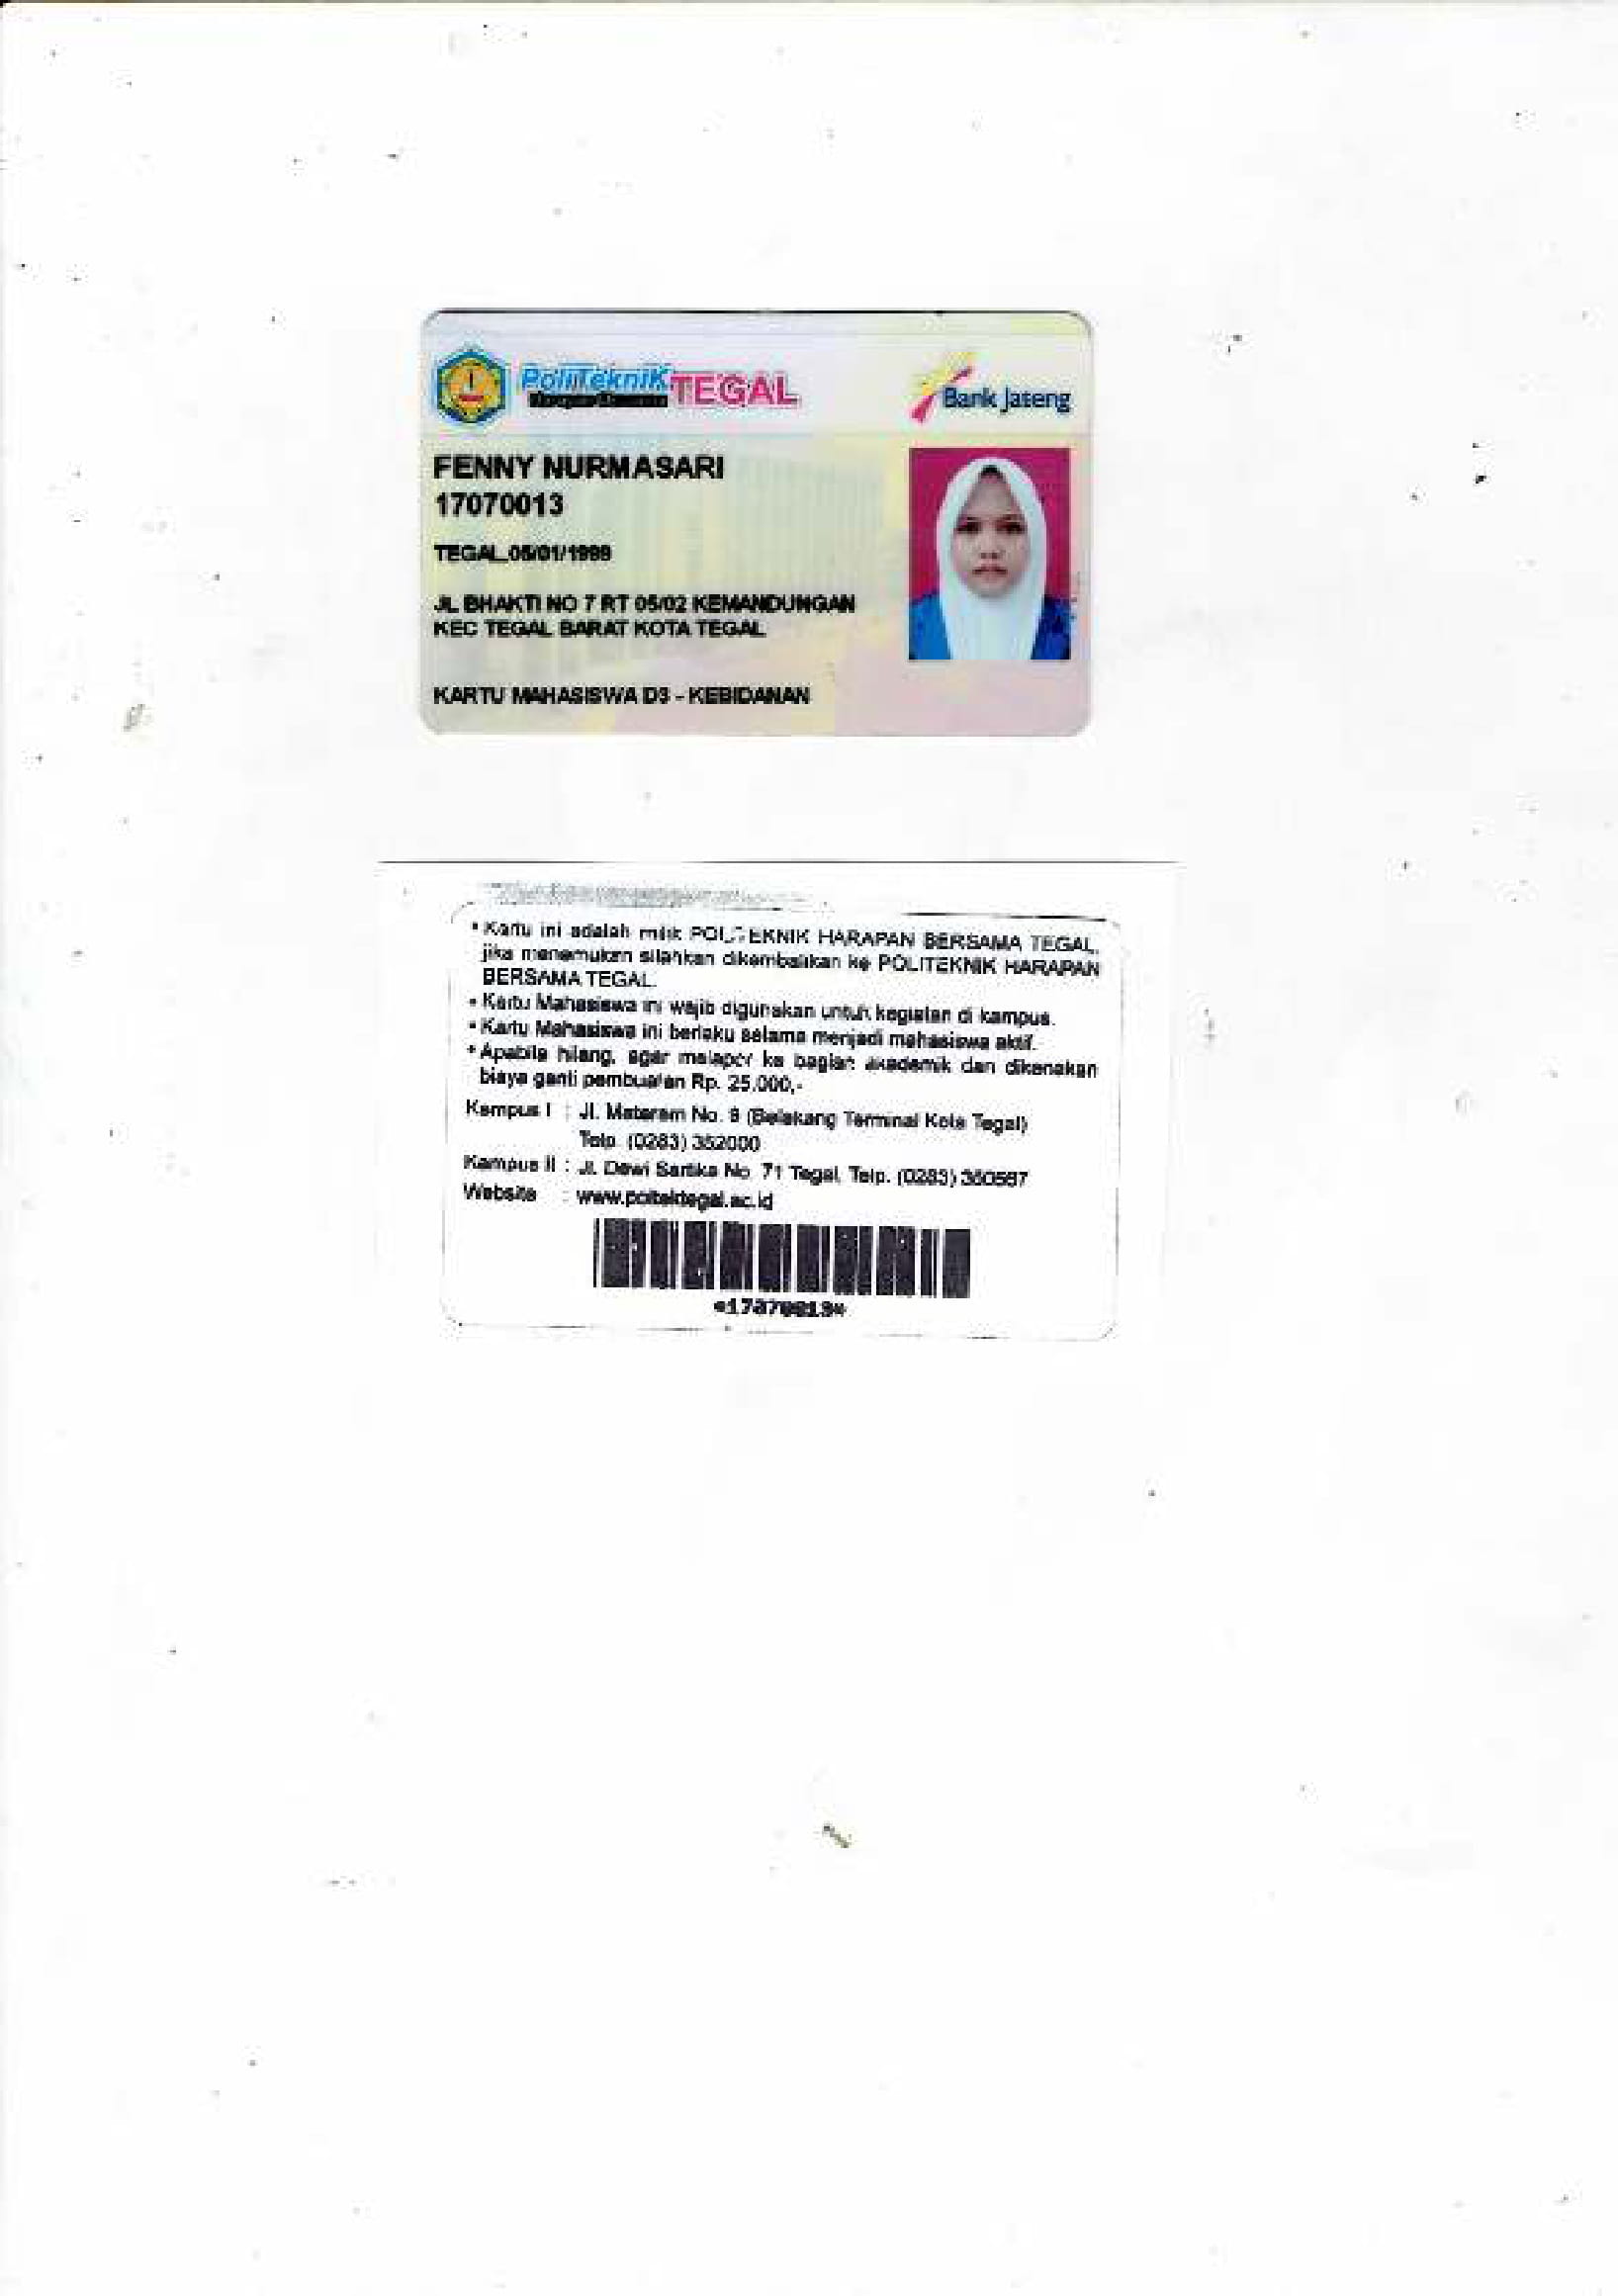 PoliTekniK TEGAL
Bank Jateng
FENNY NURMASARI
17070013
TEGAL,05/01/1999
JL BHAKTI NO 7 RT 05/02 KEMANDUNGAN
KEC TEGAL BARAT KOTA TEGAL
KARTU MAHASISWA D3 - KEBIDANAN
* Kartu ini adalah milik POLITEKNIK HARAPAN BERSAMA TEGAL,
jika menemukan silahkan dikembalikan ke POLITEKNIK HARAPAN
BERSAMA TEGAL.
* Kartu Mahasiswa ini wajib digunakan untuk kegiatan di kampus.
* Kartu Mahasiswa ini berlaku selama menjadi mahasiswa aktif.
* Apabila hilang, agar melapor ke bagian akademik dan dikenakan
biaya ganti pembuatan Rp. 25.000,-
Kampus I : Jl. Mataram No. 9 (Belakang Terminal Kota Tegal)
Telp. (0283) 352000
Kampus II : Jl. Dewi Sartika No. 71 Tegal, Telp.
Website : www.poltektegal.ac.id
*17070013*